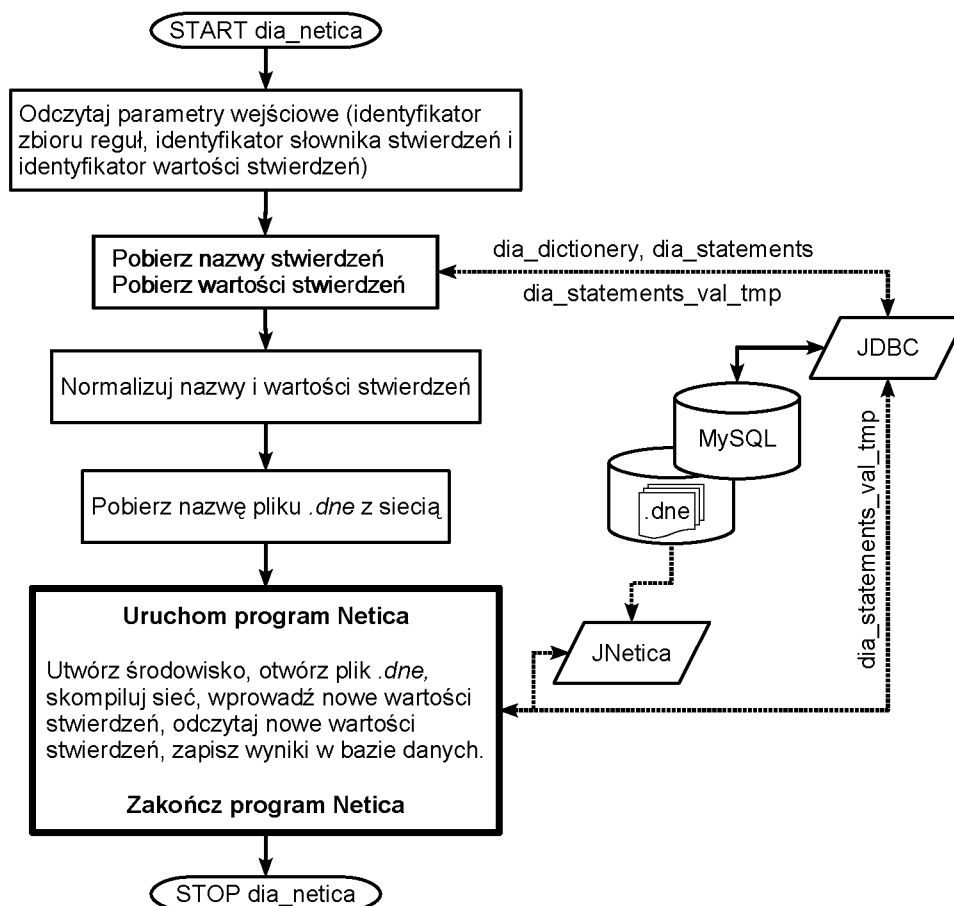 START dia_netica
Odczytaj parametry wejściowe (identyfikator
zbioru reguł, identyfikator słownika stwierdzeń i
identyfikator wartości stwierdzeń)
Pobierz nazwy stwierdzeń
Pobierz wartości stwierdzeń
dia_dictionery, dia_statements
dia_statements_val_tmp
JDBC
Normalizuj nazwy i wartości stwierdzeń
MySQL
dia_statements_val_tmp
Pobierz nazwę pliku .dne z siecią
.dne
Uruchom program Netica
JNetica
Utwórz środowisko, otwórz plik .dne,
skompiluj sieć, wprowadź nowe wartości
stwierdzeń, odczytaj nowe wartości
stwierdzeń, zapisz wyniki w bazie danych.
Zakończ program Netica
STOP dia_netica